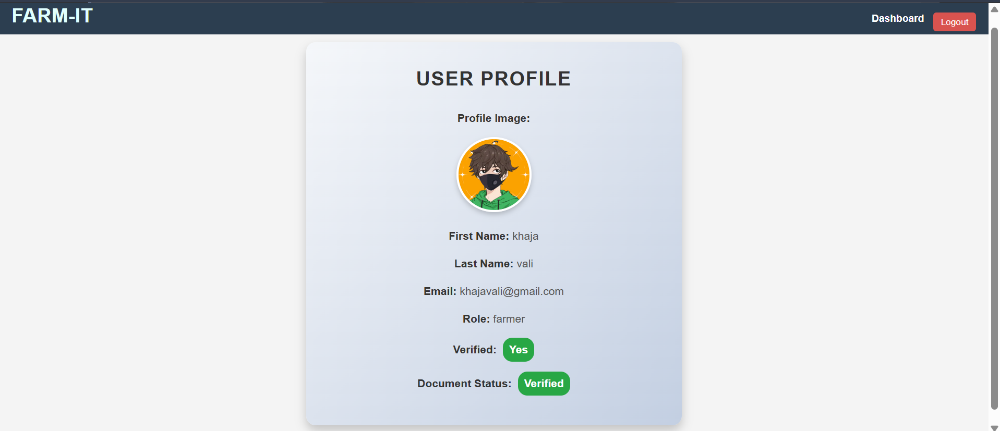 FARM-IT
Dashboard
Logout
USER PROFILE
Profile Image:
First Name: khaja
Last Name: vali
Email: khajavali@gmail.com
Role: farmer
Verified: Yes
Document Status: Verified